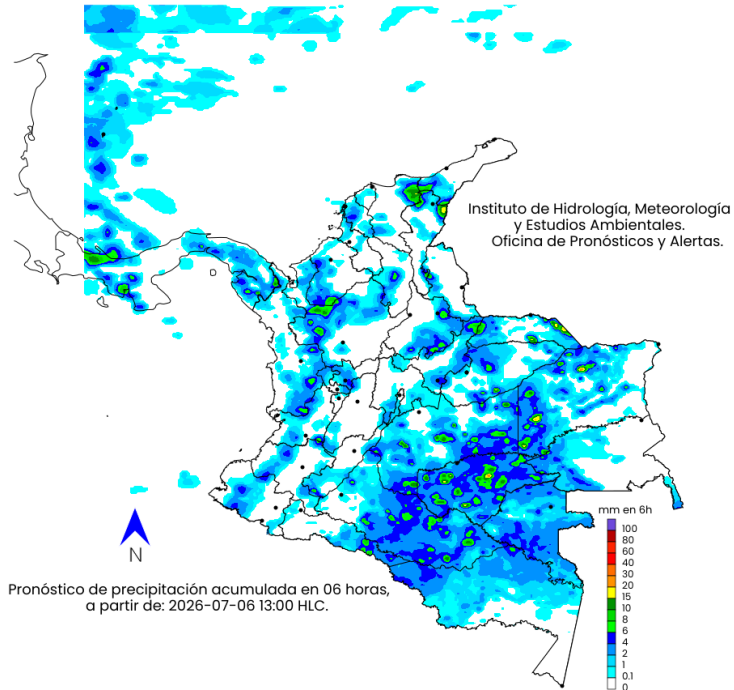 Instituto de Hidrología, Meteorología
y Estudios Ambientales.
Oficina de Pronósticos y Alertas.
mm en 6h
100
80
60
40
30
20
15
10
8
6
4
2
1
0.1
0
N
Pronóstico de precipitación acumulada en 06 horas,
a partir de: 2026-07-06 13:00 HLC.